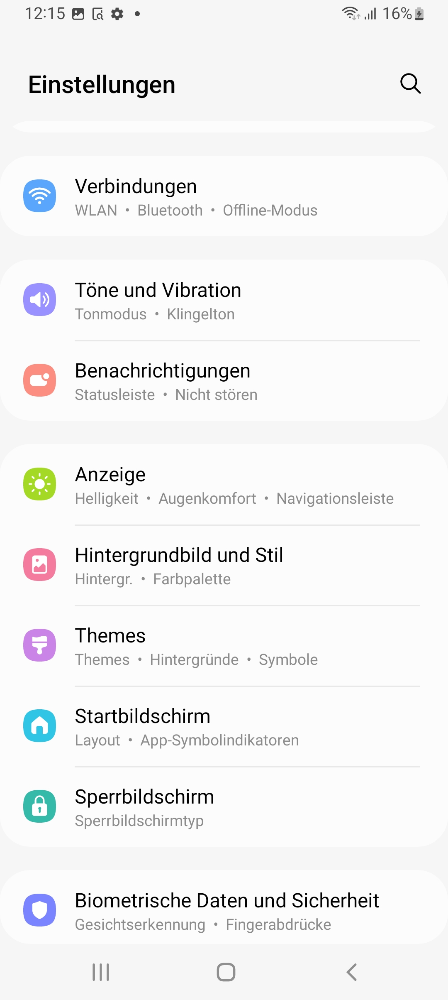 12:15
16%
Einstellungen
Verbindungen
WLAN • Bluetooth • Offline-Modus
Töne und Vibration
Tonmodus • Klingelton
Benachrichtigungen
Statusleiste • Nicht stören
Anzeige
Helligkeit • Augenkomfort • Navigationsleiste
Hintergrundbild und Stil
Hintergr. • Farbpalette
Themes
Themes • Hintergründe • Symbole
Startbildschirm
Layout • App-Symbolindikatoren
Sperrbildschirm
Sperrbildschirmtyp
Biometrische Daten und Sicherheit
Gesichtserkennung • Fingerabdrücke